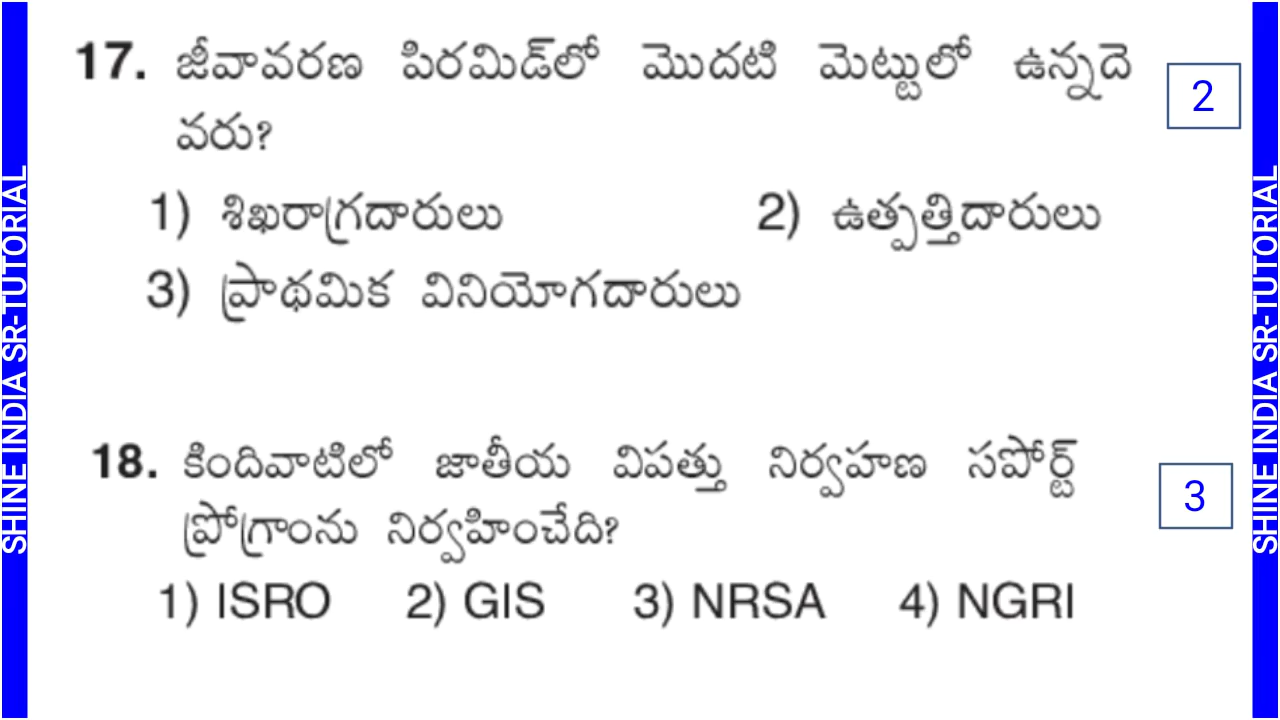 17. జీవావరణ పిరమిడ్‌లో మొదటి మెట్టులో ఉన్నదె
వరు?
2
1) శిఖరాగ్రదారులు 2) ఉత్పత్తిదారులు
3) ప్రాథమిక వినియోగదారులు
18. కిందివాటిలో జాతీయ విపత్తు నిర్వహణ సపోర్ట్
ప్రోగ్రాంను నిర్వహించేది?
3
1) ISRO 2) GIS 3) NRSA 4) NGRI
SHINE INDIA SR-TUTORIAL
SHINE INDIA SR-TUTORIAL